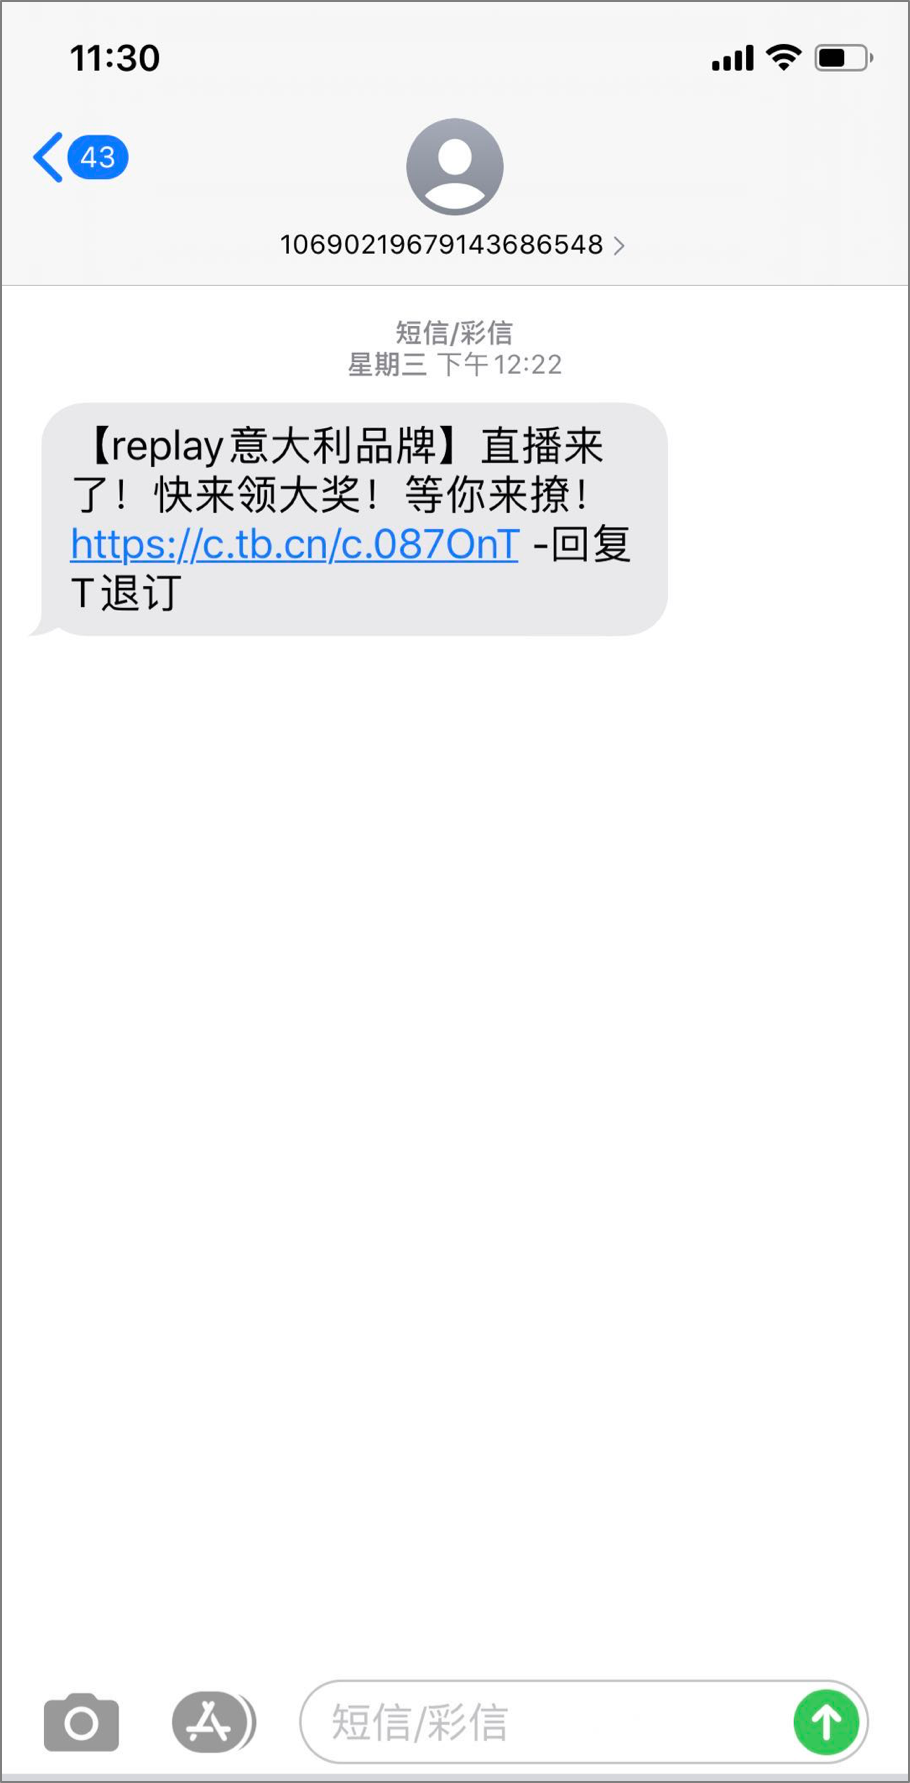 11:30
43
10690219679143686548
短信/彩信
星期三 下午12:22
【replay意大利品牌】直播来
了！快来领大奖！等你来撩！
https://c.tb.cn/c.087OnT -回复
T退订
短信/彩信